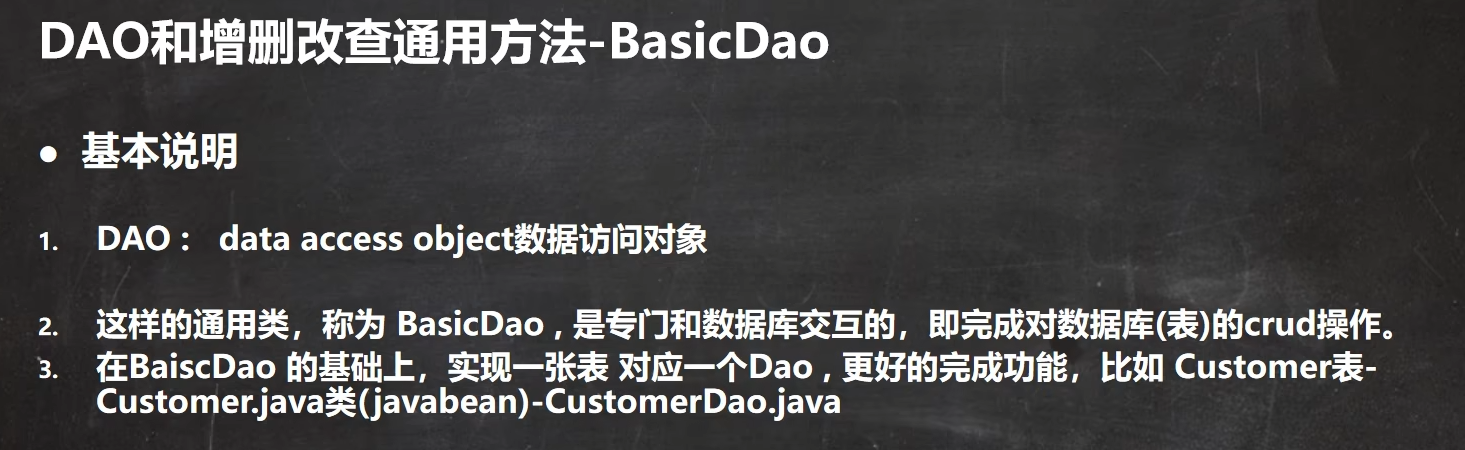 DAO和增删改查通用方法-BasicDao
● 基本说明
1. DAO： data access object数据访问对象
2. 这样的通用类，称为 BasicDao , 是专门和数据库交互的，即完成对数据库(表)的crud操作。
3. 在BaiscDao 的基础上，实现一张表 对应一个Dao , 更好的完成功能，比如 Customer表-
Customer.java类(javabean)-CustomerDao.java